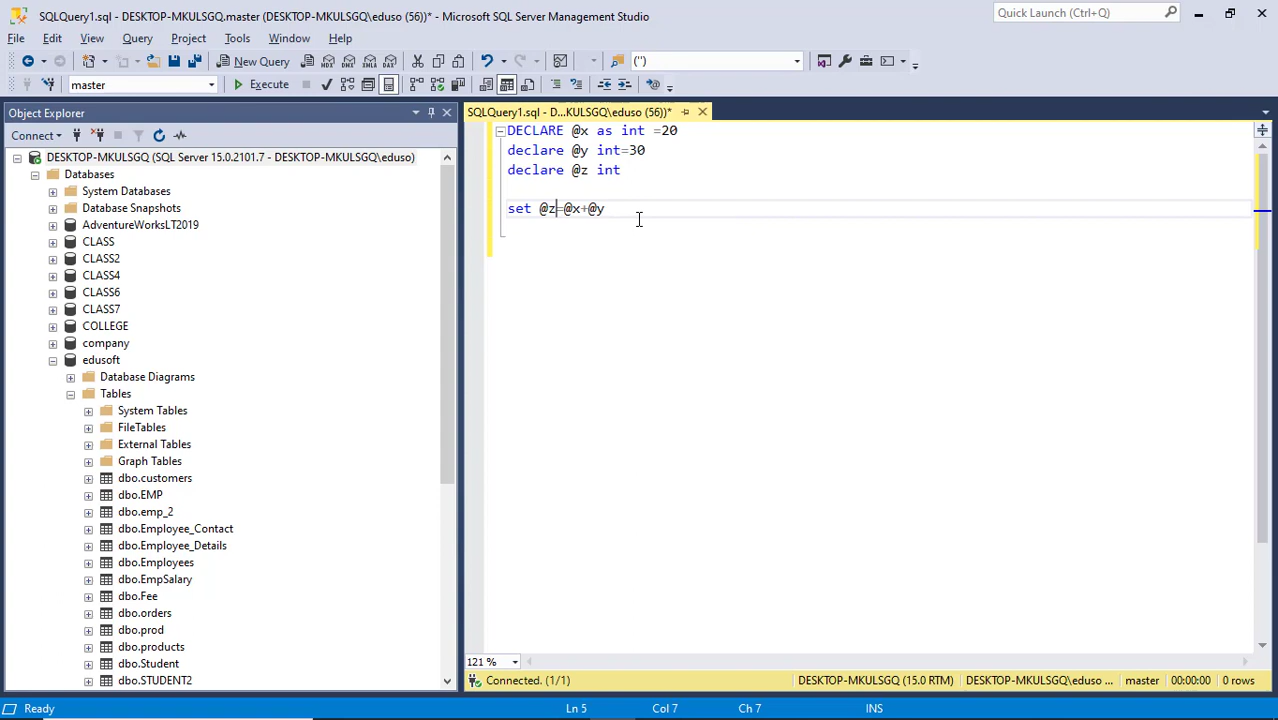 SQLQuery1.sql - DESKTOP-MKULSGQ.master (DESKTOP-MKULSGQ\eduso (56))* - Microsoft SQL Server Management Studio
Quick Launch (Ctrl+Q)
File Edit View Query Project Tools Window Help
New Query
MDX DMX XMLA DAX
('')
master
Execute
Object Explorer
SQLQuery1.sql - D...KULSGQ\eduso (56))*
Connect
DESKTOP-MKULSGQ (SQL Server 15.0.2101.7 - DESKTOP-MKULSGQ\eduso)
Databases
System Databases
Database Snapshots
AdventureWorksLT2019
CLASS
CLASS2
CLASS4
CLASS6
CLASS7
COLLEGE
company
edusoft
Database Diagrams
Tables
System Tables
FileTables
External Tables
Graph Tables
dbo.customers
dbo.EMP
dbo.emp_2
dbo.Employee_Contact
dbo.Employee_Details
dbo.Employees
dbo.EmpSalary
dbo.Fee
dbo.orders
dbo.prod
dbo.products
dbo.Student
dbo.STUDENT2
DECLARE @x as int =20
declare @y int=30
declare @z int
set @z=@x+@y
121 %
Connected. (1/1)
DESKTOP-MKULSGQ (15.0 RTM)
DESKTOP-MKULSGQ\eduso ...
master
00:00:00
0 rows
Ready
Ln 5
Col 7
Ch 7
INS